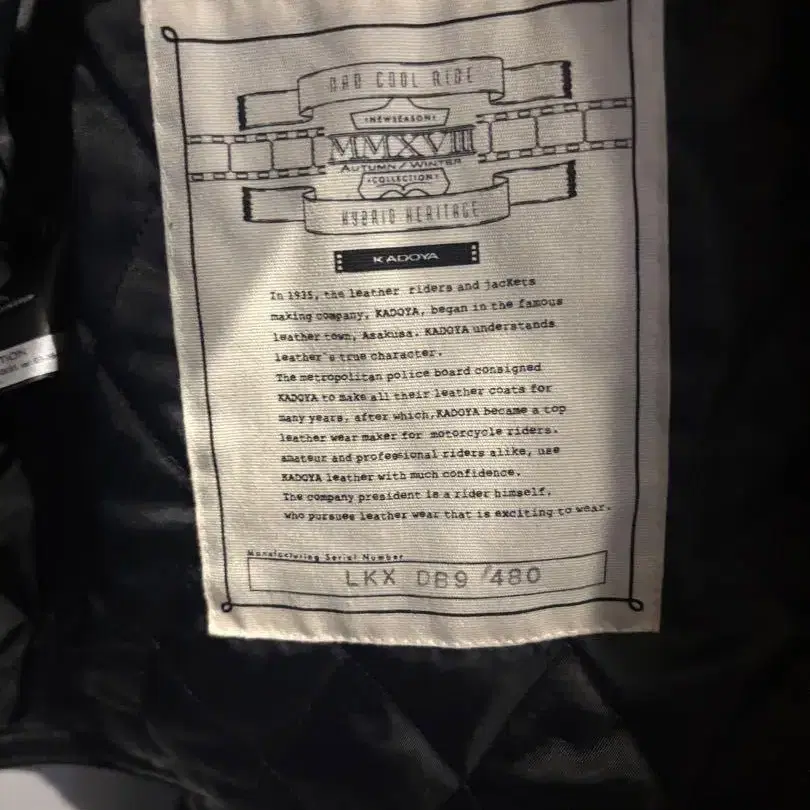 BAD COOL RIDE
NEW SEASON
MMXVIII
AUTUMN/WINTER
COLLECTION
HYBRID HERITAGE
KADOYA
In 1935, the leather riders and jackets
making company, KADOYA, began in the famous
leather town, Asakusa. KADOYA understands
leather's true character.
The metropolitan police board consigned
KADOYA to make all their leather coats for
many years, after which, KADOYA became a top
leather wear maker for motorcycle riders.
amateur and professional riders alike, use
KADOYA leather with much confidence.
The company president is a rider himself.
who pursues leather wear that is exciting to wear.
Manufacturing Serial Number
LKX DB9 /480
TION